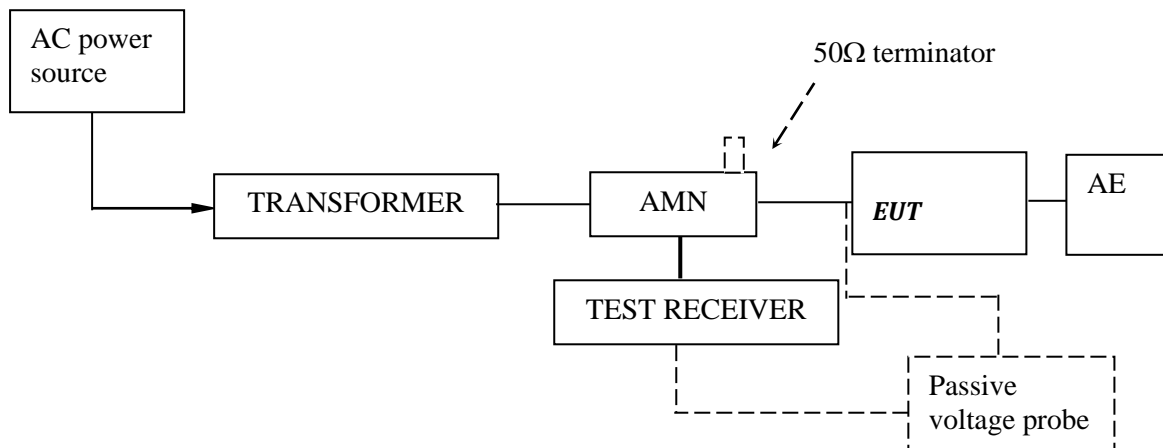 AC power
source
50Ω terminator
TRANSFORMER
AMN
EUT
AE
TEST RECEIVER
Passive
voltage probe